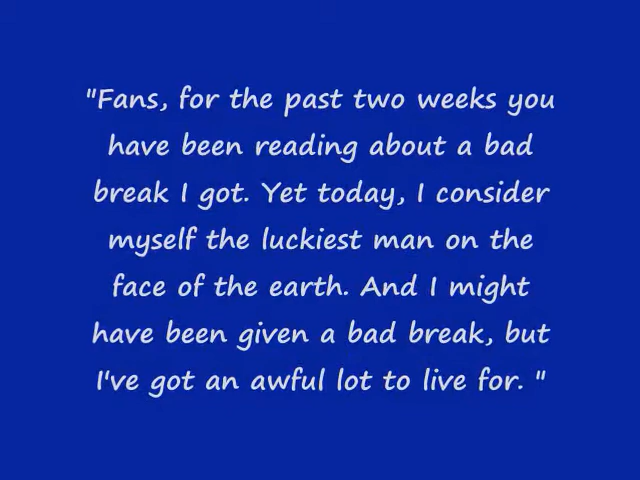 "Fans, for the past two weeks you
have been reading about a bad
break I got. Yet today, I consider
myself the luckiest man on the
face of the earth. And I might
have been given a bad break, but
I've got an awful lot to live for. "